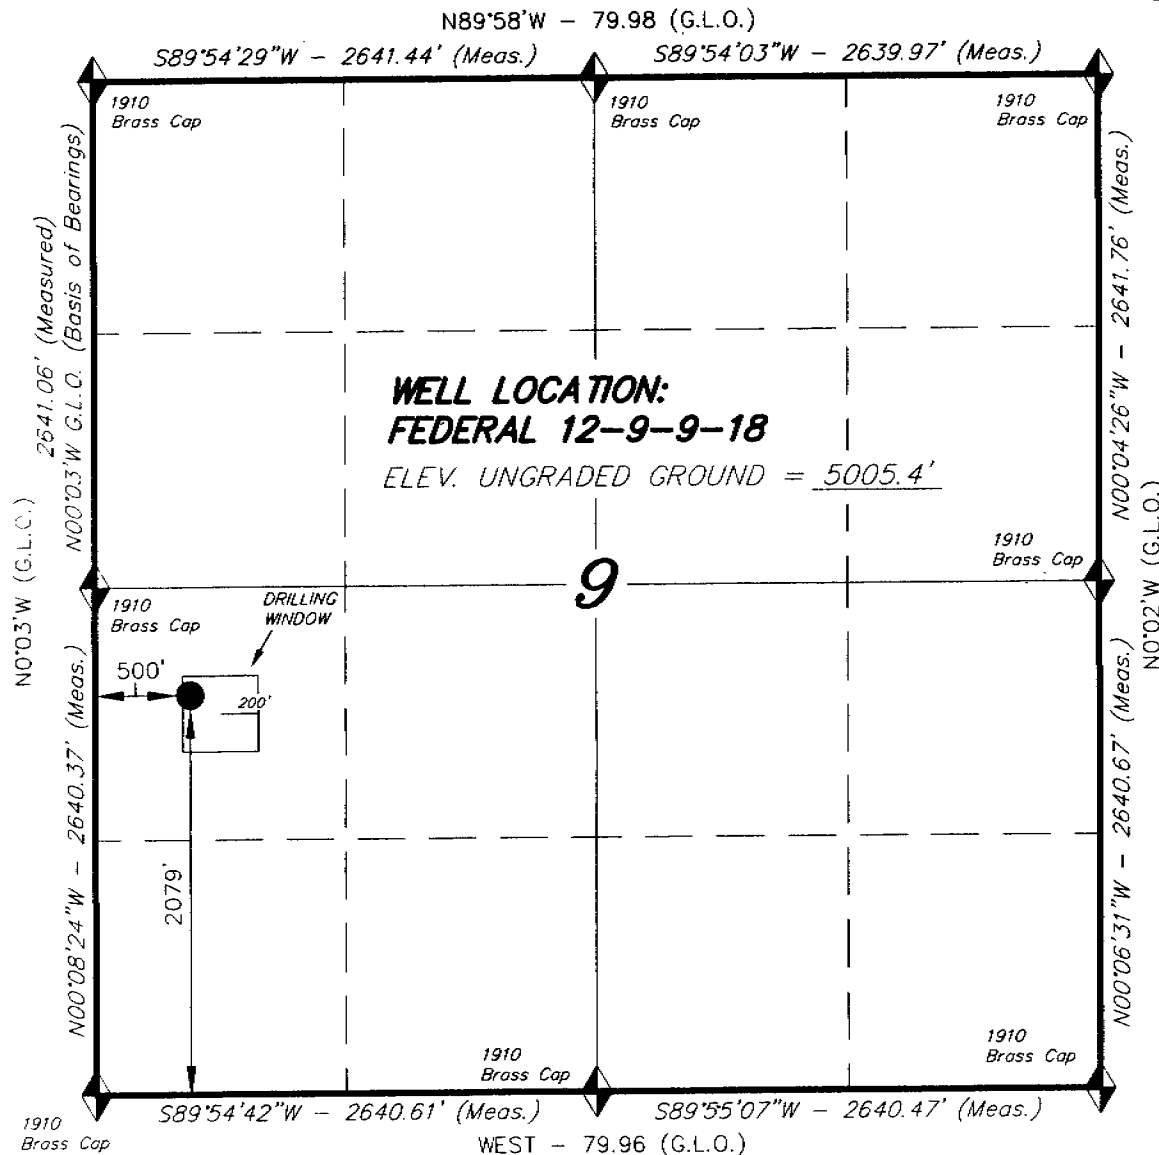 N89°58'W – 79.98 (G.L.O.)
S89°54'29"W – 2641.44' (Meas.)
S89°54'03"W – 2639.97' (Meas.)
1910
Brass Cap
1910
Brass Cap
1910
Brass Cap
2641.06' (Measured)
N00°03'W G.L.O. (Basis of Bearings)
N00°04'26"W – 2641.76' (Meas.)
WELL LOCATION:
FEDERAL 12–9–9–18
ELEV. UNGRADED GROUND = 5005.4'
N0°03'W (G.L.O.)
N0°02'W (G.L.O.)
1910
Brass Cap
9
1910
Brass Cap
DRILLING
WINDOW
500'
200'
N00°08'24"W – 2640.37' (Meas.)
2079'
N00°06'31"W – 2640.67' (Meas.)
1910
Brass Cap
1910
Brass Cap
1910
Brass Cap
S89°54'42"W – 2640.61' (Meas.)
S89°55'07"W – 2640.47' (Meas.)
WEST – 79.96 (G.L.O.)